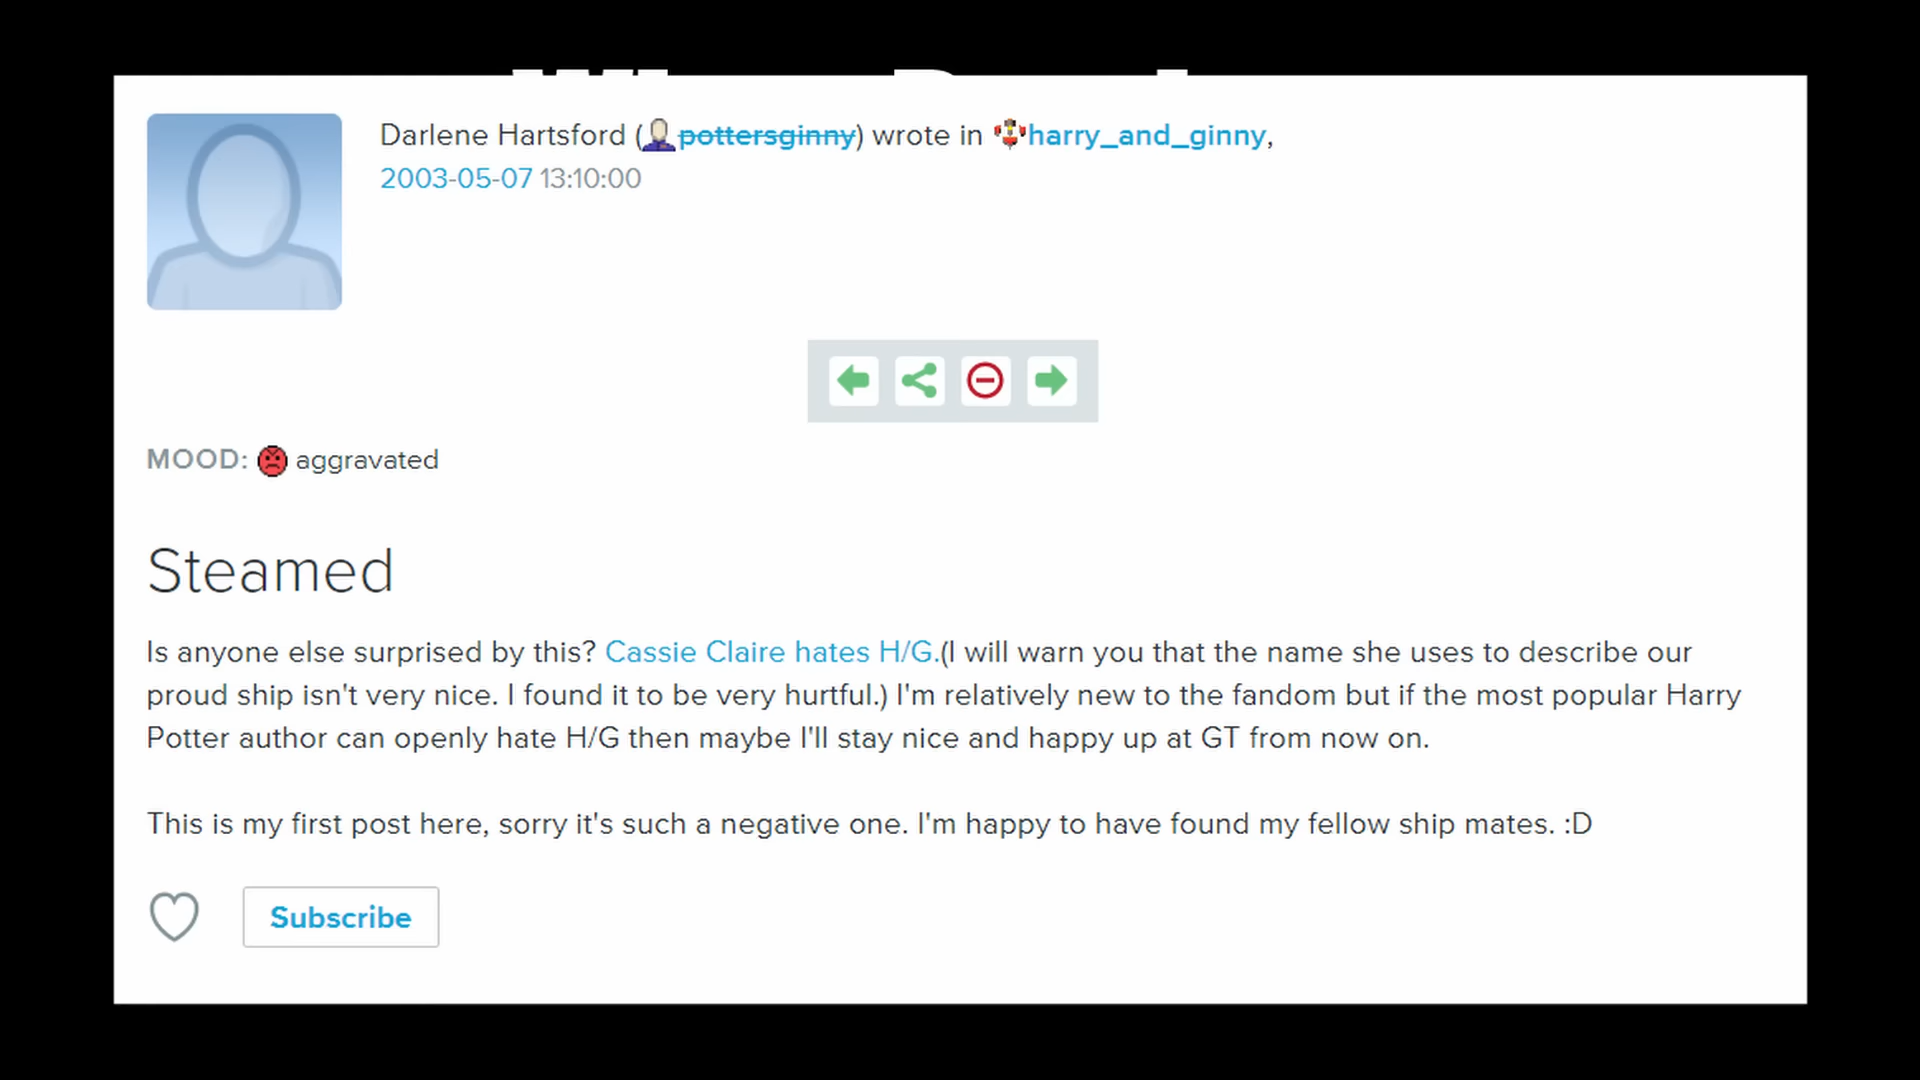 Darlene Hartsford (pottersginny) wrote in harry_and_ginny,
2003-05-07 13:10:00
MOOD: aggravated
Steamed
Is anyone else surprised by this? Cassie Claire hates H/G.(I will warn you that the name she uses to describe our
proud ship isn't very nice. I found it to be very hurtful.) I'm relatively new to the fandom but if the most popular Harry
Potter author can openly hate H/G then maybe I'll stay nice and happy up at GT from now on.
This is my first post here, sorry it's such a negative one. I'm happy to have found my fellow ship mates. :D
Subscribe